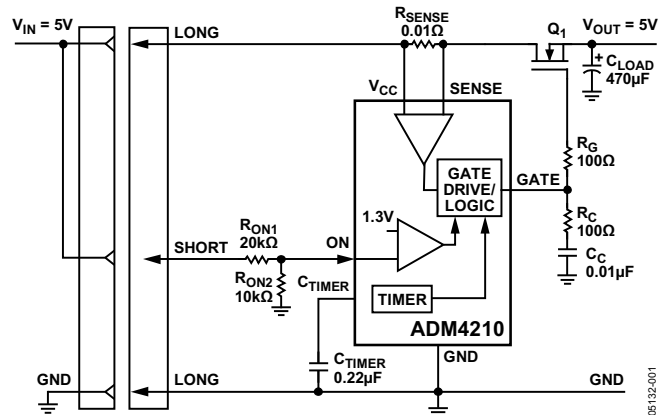 VIN = 5V
LONG
RSENSE
0.01Ω
Q1
VOUT = 5V
CLOAD
470µF
+
VCC
SENSE
GATE
DRIVE/
LOGIC
GATE
RG
100Ω
RC
100Ω
CC
0.01µF
1.3V
RON1
20kΩ
SHORT
ON
RON2
10kΩ
CTIMER
TIMER
ADM4210
GND
CTIMER
0.22µF
GND
LONG
GND
05132-001